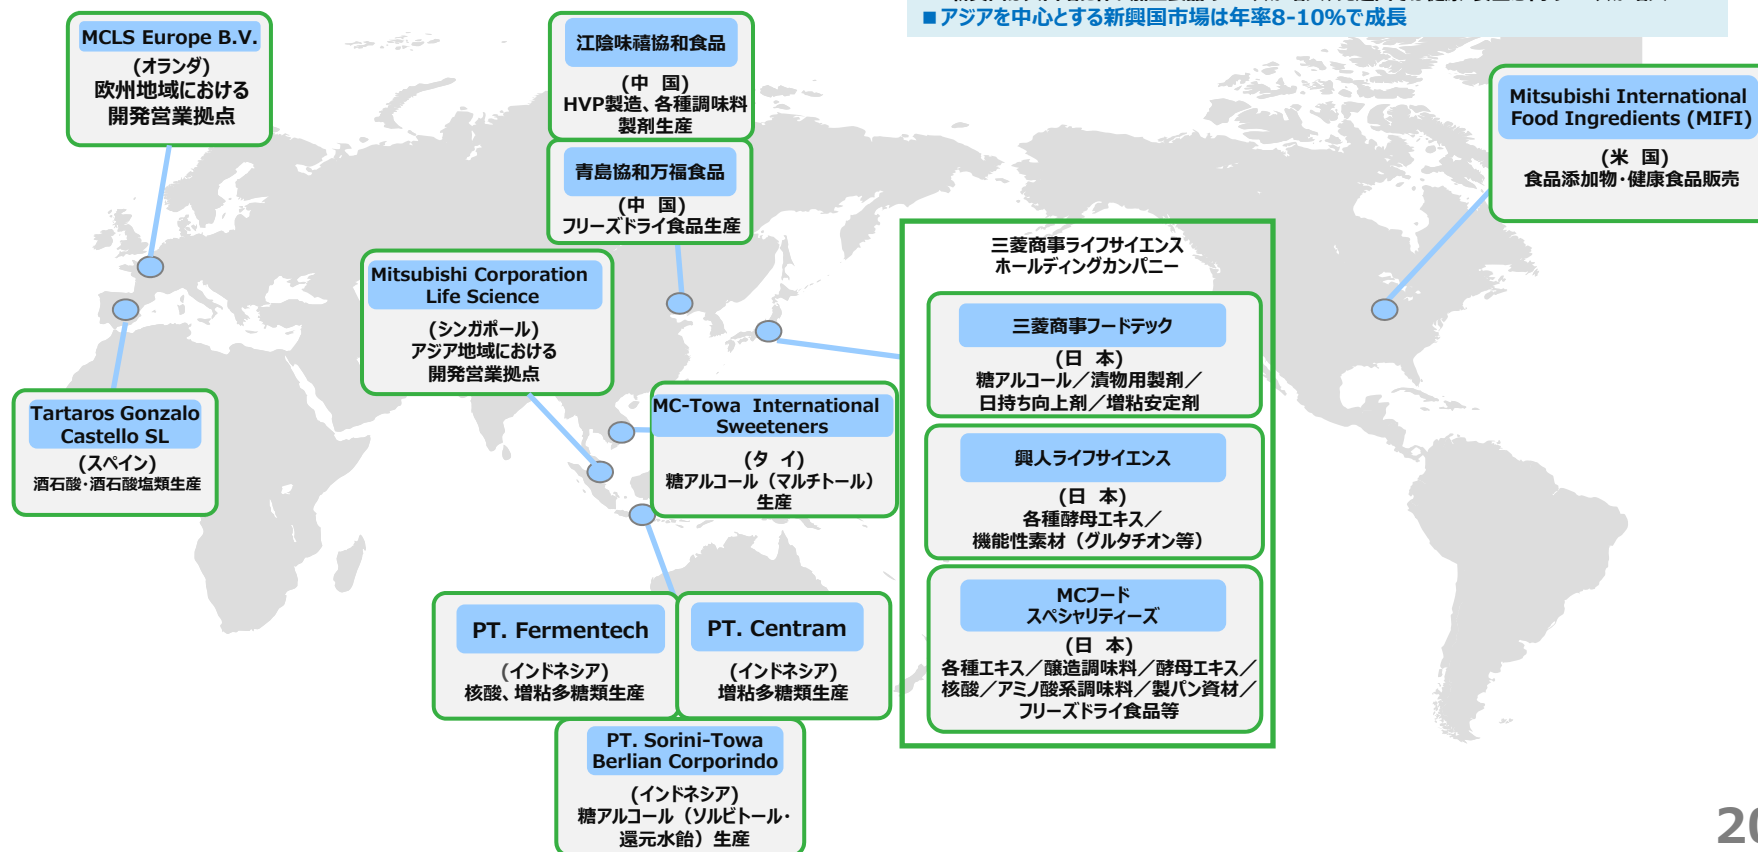 ■ アジアを中心とする新興国市場は年率8-10%で成長
MCLS Europe B.V.
(オランダ)
欧州地域における
開発営業拠点
江陰味禧協和食品
(中 国)
HVP製造、各種調味料
製剤生産
青島協和万福食品
(中 国)
フリーズドライ食品生産
Mitsubishi International
Food Ingredients (MIFI)
(米 国)
食品添加物・健康食品販売
Mitsubishi Corporation
Life Science
(シンガポール)
アジア地域における
開発営業拠点
三菱商事ライフサイエンス
ホールディングカンパニー
三菱商事フードテック
(日 本)
糖アルコール／漬物用製剤／
日持ち向上剤／増粘安定剤
興人ライフサイエンス
(日 本)
各種酵母エキス／
機能性素材（グルタチオン等）
MCフード
スペシャリティーズ
(日 本)
各種エキス／醸造調味料／酵母エキス／
核酸／アミノ酸系調味料／製パン資材／
フリーズドライ食品等
Tartaros Gonzalo
Castello SL
(スペイン)
酒石酸・酒石酸塩類生産
MC-Towa International
Sweeteners
(タ イ)
糖アルコール（マルチトール）
生産
PT. Fermentech
(インドネシア)
核酸、増粘多糖類生産
PT. Centram
(インドネシア)
増粘多糖類生産
PT. Sorini-Towa
Berlian Corporindo
(インドネシア)
糖アルコール（ソルビトール・
還元水飴）生産
20